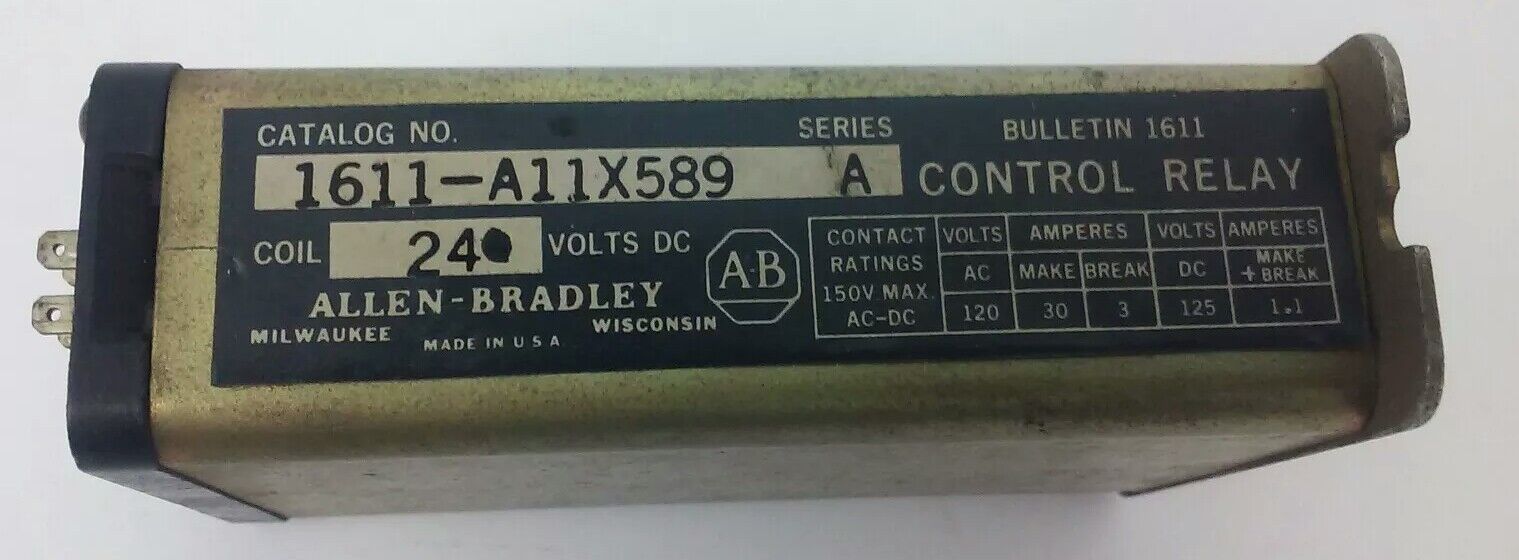 CATALOG NO. SERIES BULLETIN 1611
1611-A11X589 A CONTROL RELAY
COIL 24 VOLTS DC
ALLEN-BRADLEY
MILWAUKEE WISCONSIN
MADE IN U S A
A-B
CONTACT RATINGS 150V MAX. AC-DC
VOLTS AMPERES VOLTS AMPERES
AC MAKE BREAK DC MAKE + BREAK
120 30 3 125 1.1